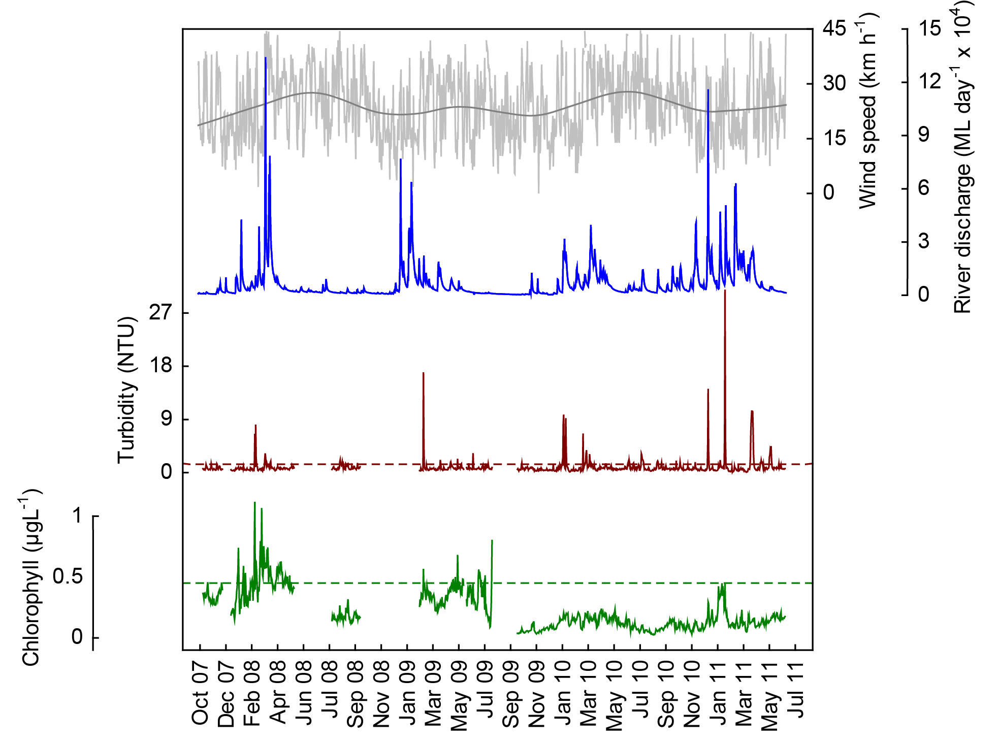 45
30
15
0
Wind speed (km h-1)
15
12
9
6
3
0
River discharge (ML day-1 x 104)
27
18
9
0
Turbidity (NTU)
1
0.5
0
Chlorophyll (µgL-1)
Oct 07
Dec 07
Feb 08
Apr 08
Jun 08
Jul 08
Sep 08
Nov 08
Jan 09
Mar 09
May 09
Jul 09
Sep 09
Nov 09
Jan 10
Mar 10
May 10
Jul 10
Sep 10
Nov 10
Jan 11
Mar 11
May 11
Jul 11